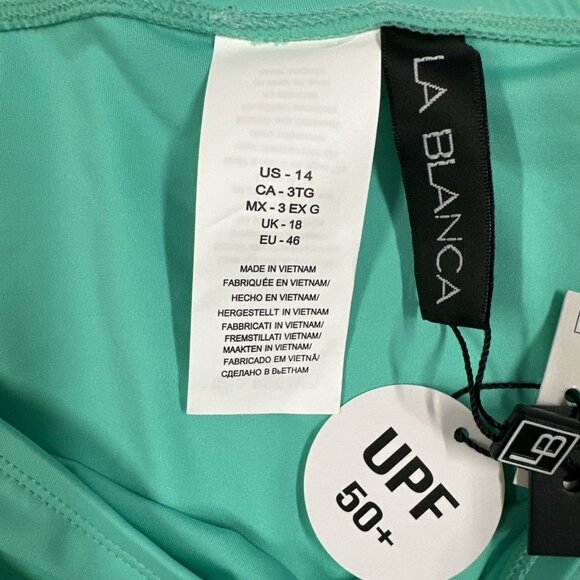 US - 14
CA - 3TG
MX - 3 EX G
UK - 18
EU - 46
MADE IN VIETNAM
FABRIQUÉE EN VIETNAM/
HECHO EN VIETNAM/
HERGESTELLT IN VIETNAM/
FABBRICATI IN VIETNAM/
FREMSTILLATI VIETNAM/
MAAKTEN IN VIETNAM/
FABRICADO EM VIETNÃ/
СДЕЛАНО В ВЬЕТНАМ
LA BLANCA
UPF
50+
LB